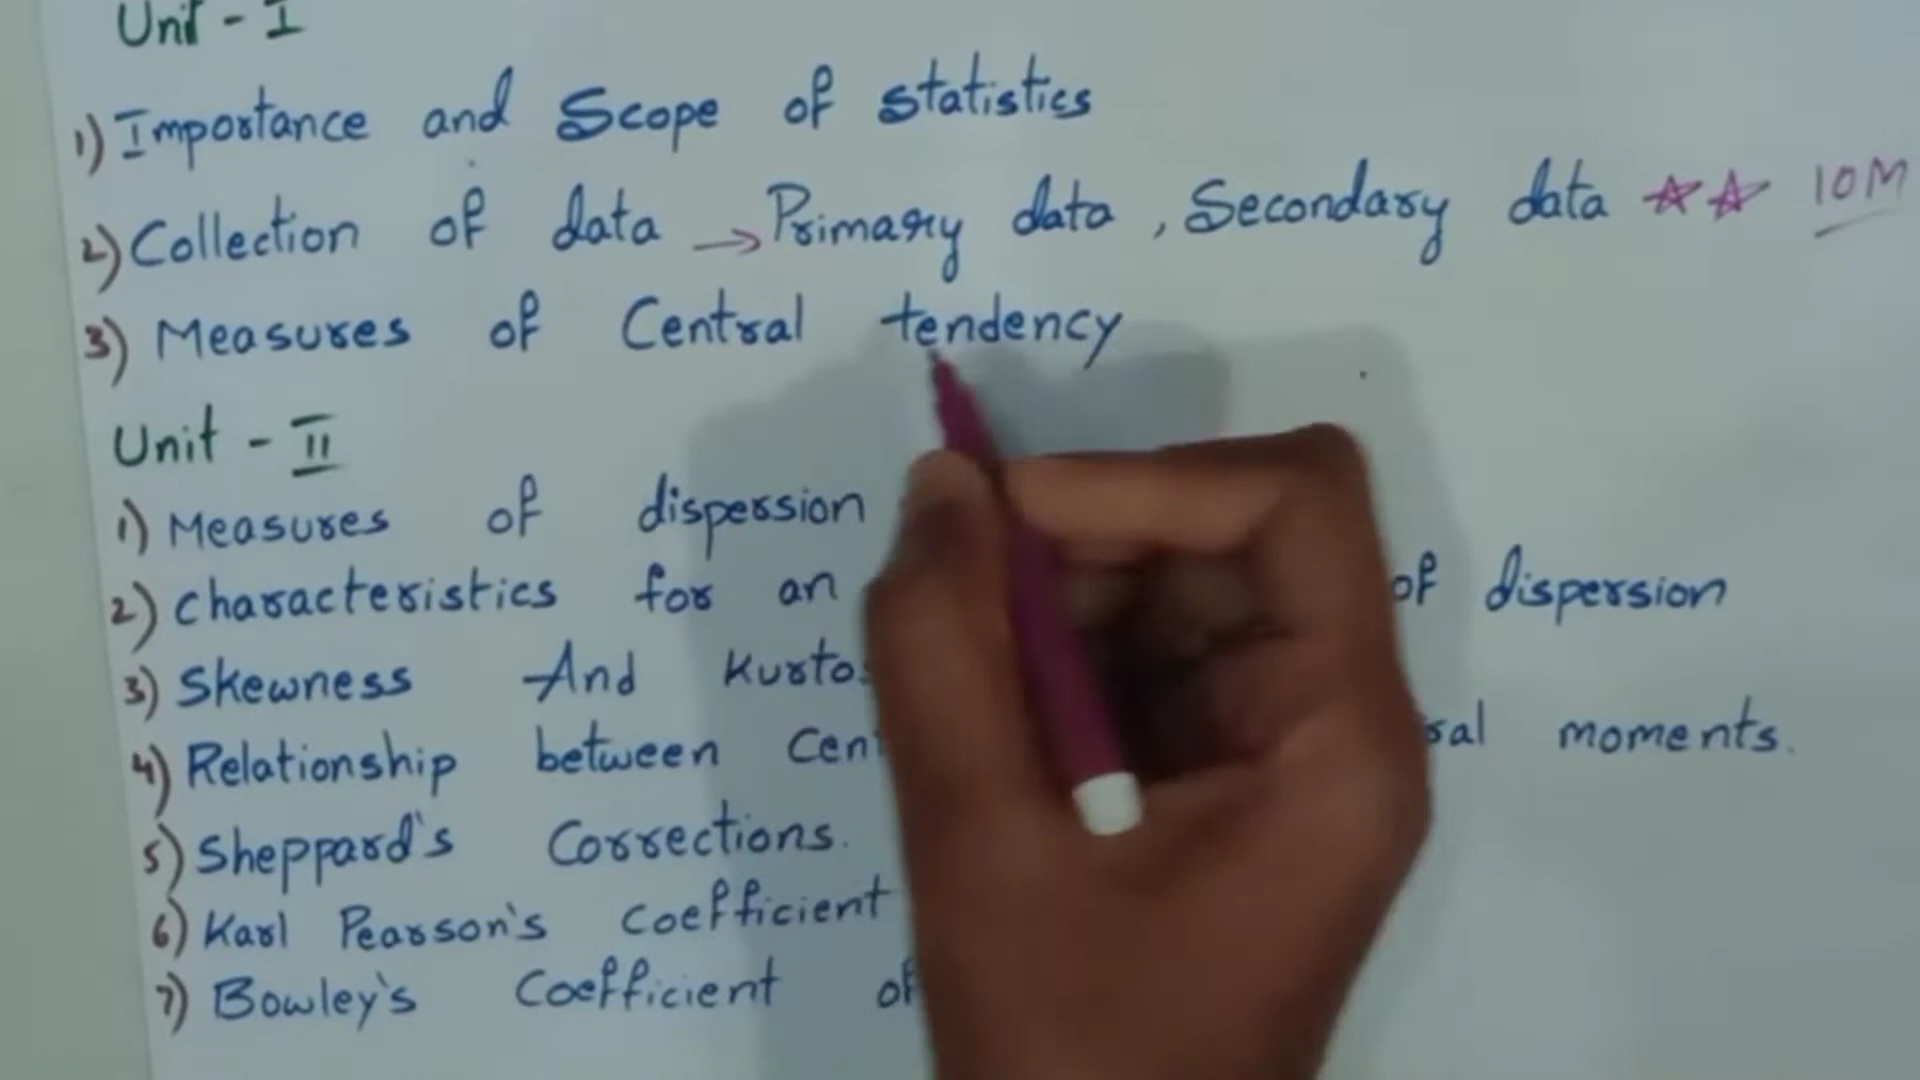 Unit - I
1) Importance and Scope of Statistics
2) Collection of data → Primary data, Secondary data ☆☆ 10M
3) Measures of Central tendency
Unit - II
1) Measures of dispersion
2) Characteristics for an of dispersion
3) Skewness And
4) Relationship between moments.
5) Sheppard's Corrections.
6) Karl Pearson's Coefficient
7) Bowley's Coefficient of